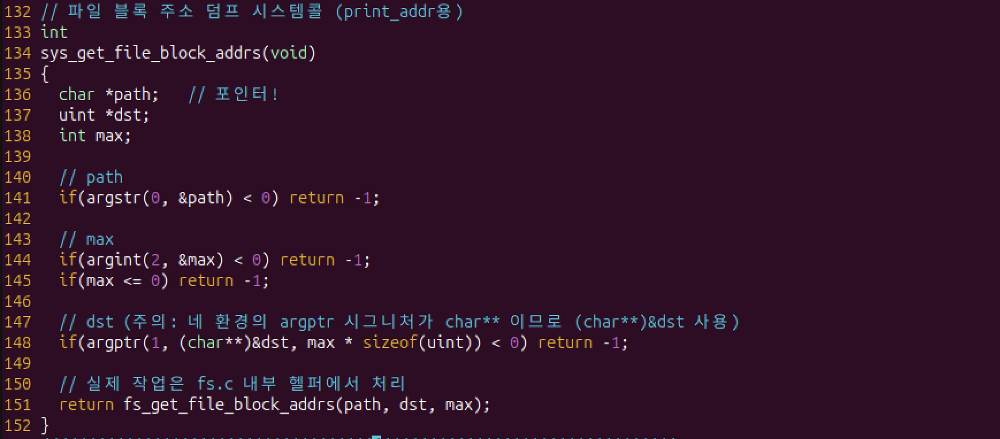 132 // 파일 블록 주소 덤프 시스템콜 (print_addr용)
133 int
134 sys_get_file_block_addrs(void)
135 {
136   char *path;   // 포인터!
137   uint *dst;
138   int max;
139
140   // path
141   if(argstr(0, &path) < 0) return -1;
142
143   // max
144   if(argint(2, &max) < 0) return -1;
145   if(max <= 0) return -1;
146
147   // dst (주의: 네 환경의 argptr 시그니처가 char** 이므로 (char**)&dst 사용)
148   if(argptr(1, (char**)&dst, max * sizeof(uint)) < 0) return -1;
149
150   // 실제 작업은 fs.c 내부 헬퍼에서 처리
151   return fs_get_file_block_addrs(path, dst, max);
152 }